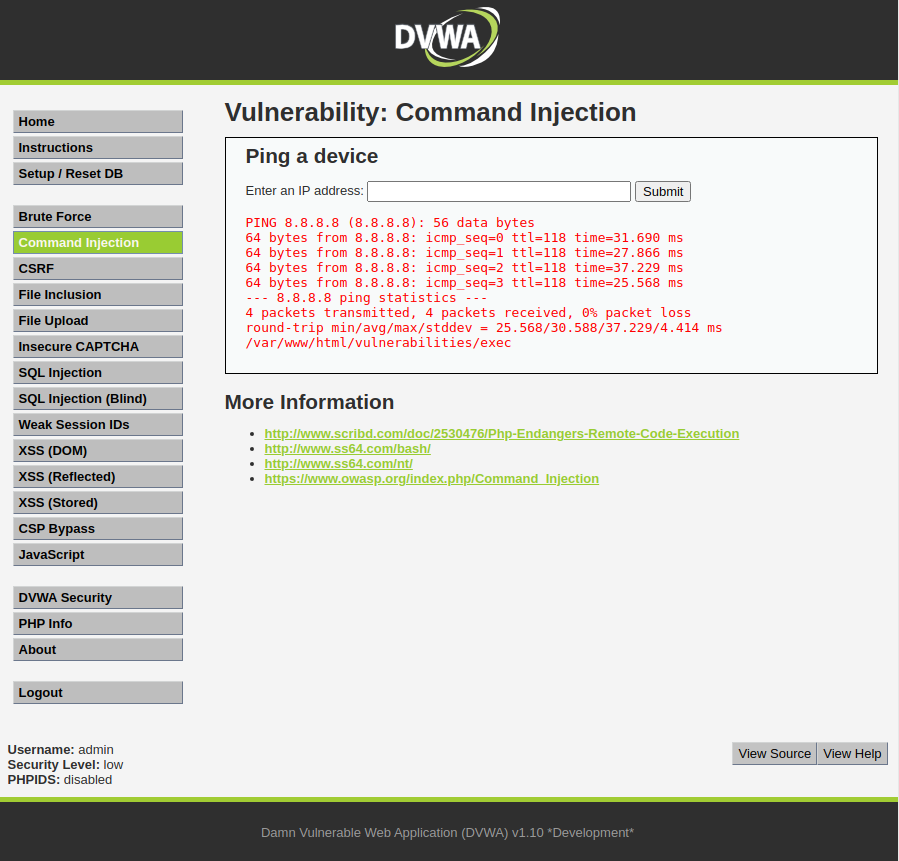 DVWA
Home
Instructions
Setup / Reset DB
Brute Force
Command Injection
CSRF
File Inclusion
File Upload
Insecure CAPTCHA
SQL Injection
SQL Injection (Blind)
Weak Session IDs
XSS (DOM)
XSS (Reflected)
XSS (Stored)
CSP Bypass
JavaScript
DVWA Security
PHP Info
About
Logout
Vulnerability: Command Injection
Ping a device
Enter an IP address: Submit
PING 8.8.8.8 (8.8.8.8): 56 data bytes
64 bytes from 8.8.8.8: icmp_seq=0 ttl=118 time=31.690 ms
64 bytes from 8.8.8.8: icmp_seq=1 ttl=118 time=27.866 ms
64 bytes from 8.8.8.8: icmp_seq=2 ttl=118 time=37.229 ms
64 bytes from 8.8.8.8: icmp_seq=3 ttl=118 time=25.568 ms
--- 8.8.8.8 ping statistics ---
4 packets transmitted, 4 packets received, 0% packet loss
round-trip min/avg/max/stddev = 25.568/30.588/37.229/4.414 ms
/var/www/html/vulnerabilities/exec
More Information
http://www.scribd.com/doc/2530476/Php-Endangers-Remote-Code-Execution
http://www.ss64.com/bash/
http://www.ss64.com/nt/
https://www.owasp.org/index.php/Command_Injection
Username: admin
Security Level: low
PHPIDS: disabled
View Source View Help
Damn Vulnerable Web Application (DVWA) v1.10 *Development*